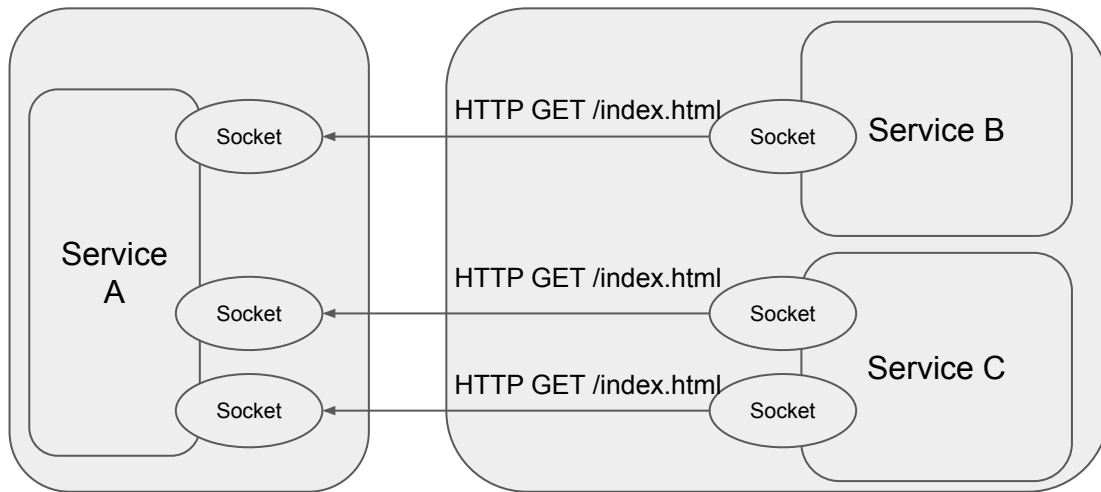 HTTP GET /index.html
Socket
Socket
Service B
Service
A
HTTP GET /index.html
Socket
Socket
Service C
HTTP GET /index.html
Socket
Socket